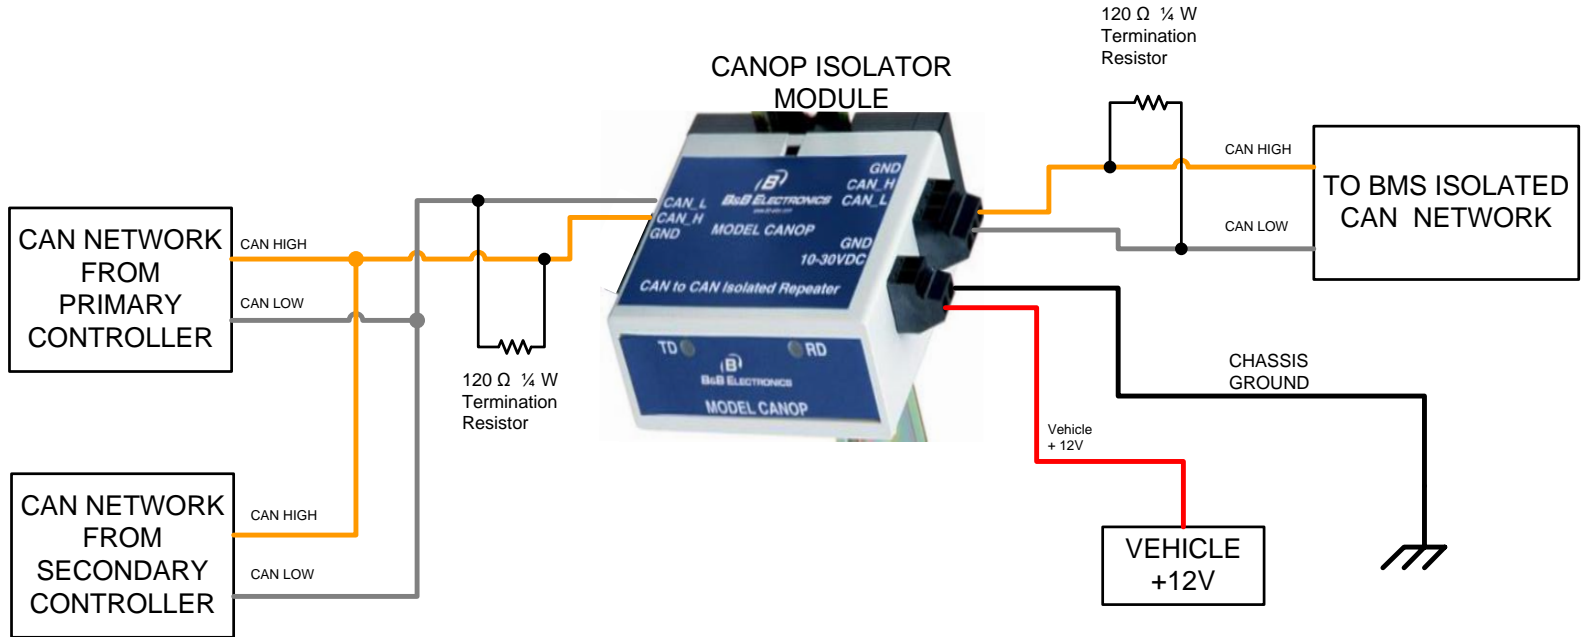 120 Ω ¼ W
Termination
Resistor
CANOP ISOLATOR
MODULE
CAN HIGH
TO BMS ISOLATED
CAN NETWORK
CAN LOW
GND
CAN_H
CAN_L
CAN_L
CAN_H
GND
B&B ELECTRONICS
MODEL CANOP
GND
10-30VDC
CAN to CAN Isolated Repeater
TD
RD
B&B ELECTRONICS
MODEL CANOP
CAN NETWORK
FROM
PRIMARY
CONTROLLER
CAN HIGH
CAN LOW
120 Ω ¼ W
Termination
Resistor
CHASSIS
GROUND
Vehicle
+ 12V
CAN NETWORK
FROM
SECONDARY
CONTROLLER
CAN HIGH
CAN LOW
VEHICLE
+12V